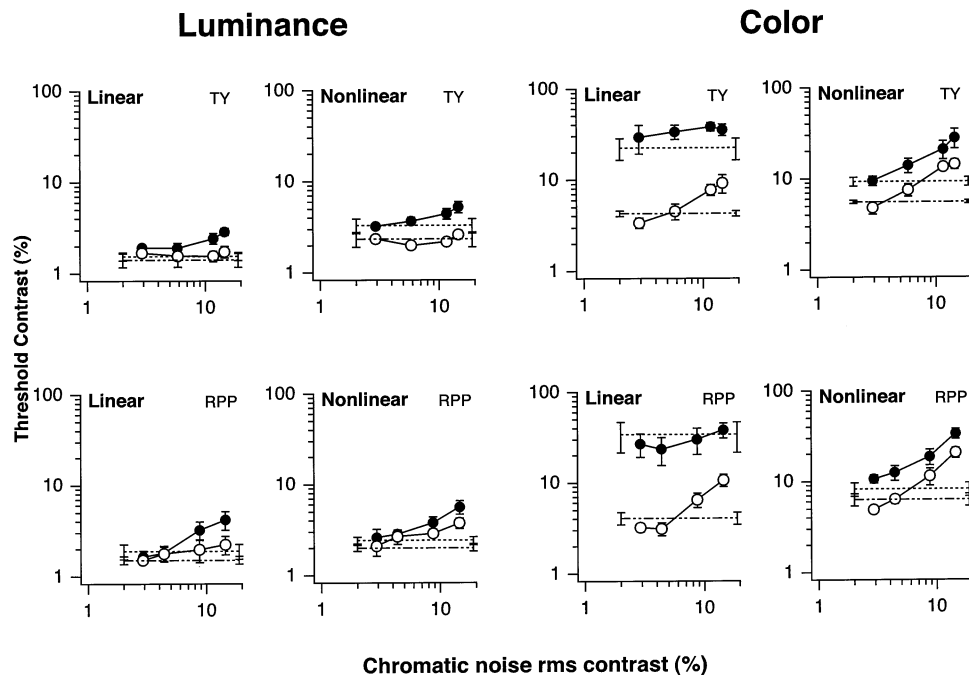 Luminance Color
Linear TY
100
10
1
1 10
Nonlinear TY
100
10
1
1 10
Linear TY
100
10
1
1 10
Nonlinear TY
100
10
1
1 10
Threshold Contrast (%)
Linear RPP
100
10
1
1 10
Nonlinear RPP
100
10
1
1 10
Linear RPP
100
10
1
1 10
Nonlinear RPP
100
10
1
1 10
Chromatic noise rms contrast (%)